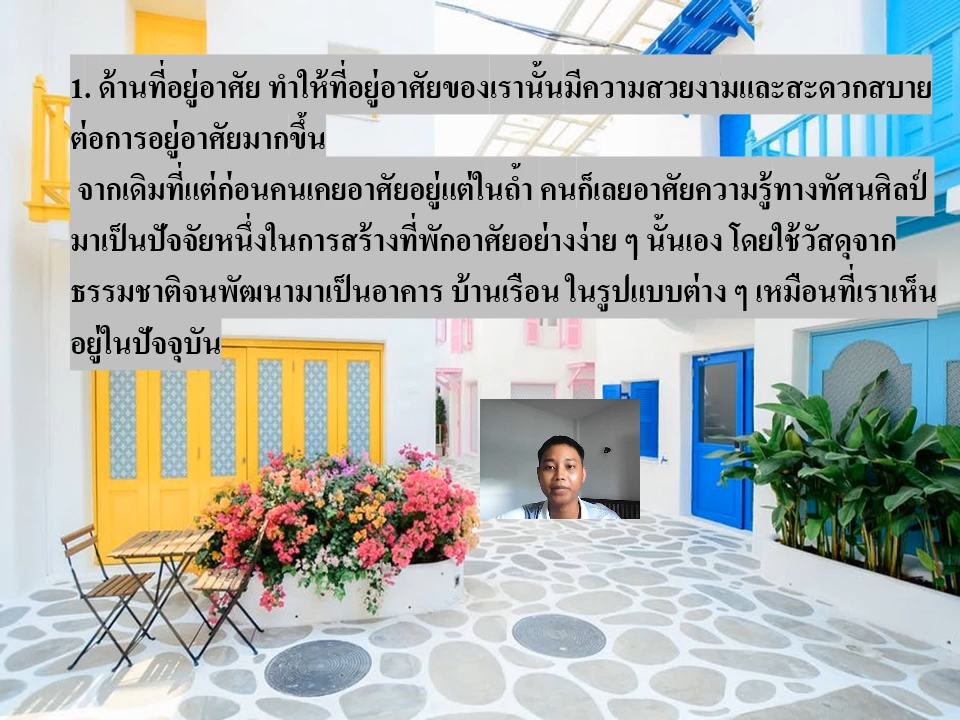 1. ด้านที่อยู่อาศัย ทำให้ที่อยู่อาศัยของเรานั้นมีความสวยงามและสะดวกสบาย
ต่อการอยู่อาศัยมากขึ้น
จากเดิมที่แต่ก่อนคนเคยอาศัยอยู่แต่ในถ้ำ คนก็เลยอาศัยความรู้ทางทัศนศิลป์
มาเป็นปัจจัยหนึ่งในการสร้างที่พักอาศัยอย่างง่าย ๆ นั้นเอง โดยใช้วัสดุจาก
ธรรมชาติจนพัฒนามาเป็นอาคาร บ้านเรือน ในรูปแบบต่าง ๆ เหมือนที่เราเห็น
อยู่ในปัจจุบัน